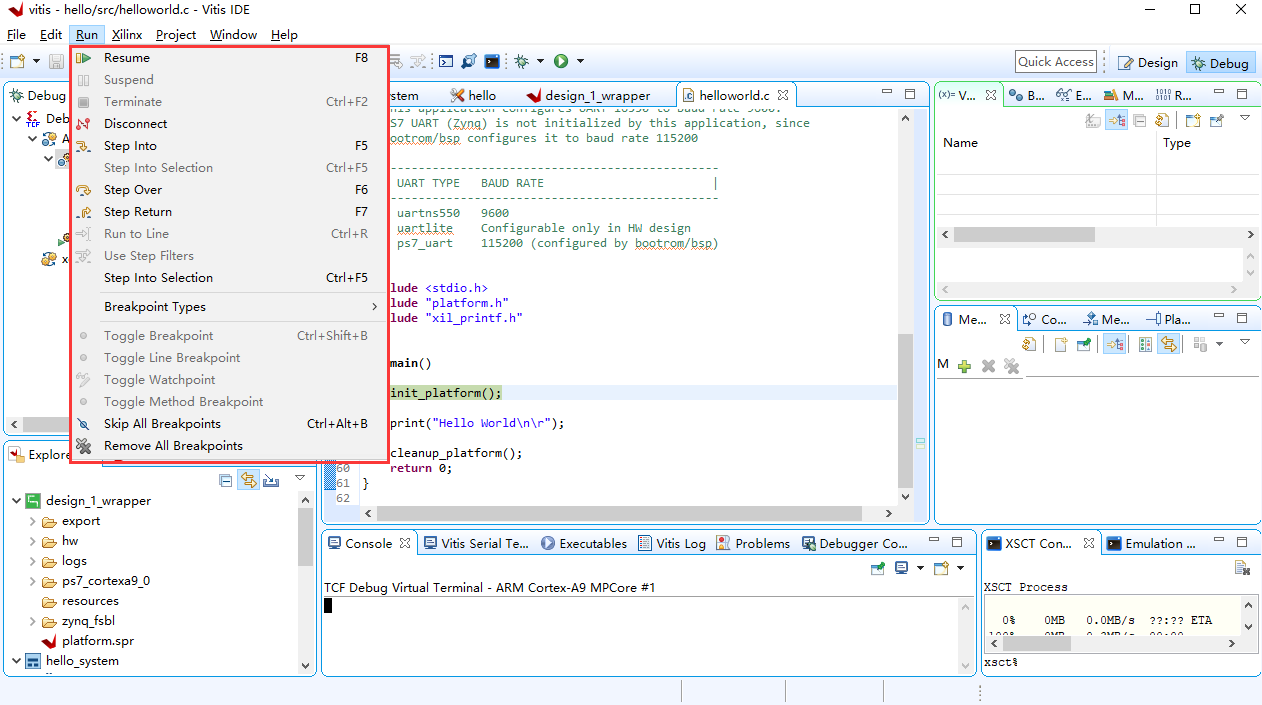 vitis - hello/src/helloworld.c - Vitis IDE
File Edit Run Xilinx Project Window Help
Quick Access
Design
Debug
Resume F8
Suspend
Terminate Ctrl+F2
Disconnect
Step Into F5
Step Into Selection Ctrl+F5
Step Over F6
Step Return F7
Run to Line Ctrl+R
Use Step Filters
Step Into Selection Ctrl+F5
Breakpoint Types
Toggle Breakpoint Ctrl+Shift+B
Toggle Line Breakpoint
Toggle Watchpoint
Toggle Method Breakpoint
Skip All Breakpoints Ctrl+Alt+B
Remove All Breakpoints
Debug
Deb
A
x
stem
hello
design_1_wrapper
helloworld.c
his application configures UART 16550 to baud rate 9600.
S7 UART (Zynq) is not initialized by this application, since
ootrom/bsp configures it to baud rate 115200
------------------------------------------------
UART TYPE BAUD RATE |
------------------------------------------------
uartns550 9600
uartlite Configurable only in HW design
ps7_uart 115200 (configured by bootrom/bsp)
lude <stdio.h>
lude "platform.h"
lude "xil_printf.h"
main()
init_platform();
print("Hello World\n\r");
cleanup_platform();
60 return 0;
61 }
62
(x)= V...
B...
E...
M...
1010 0101 R...
Name Type
Me...
Co...
Me...
Pla...
M
Explore
design_1_wrapper
export
hw
logs
ps7_cortexa9_0
resources
zynq_fsbl
platform.spr
hello_system
Console
Vitis Serial Te...
Executables
Vitis Log
Problems
Debugger Co...
TCF Debug Virtual Terminal - ARM Cortex-A9 MPCore #1
XSCT Con...
Emulation ...
XSCT Process
0% 0MB 0.0MB/s ??:?? ETA
xsct%